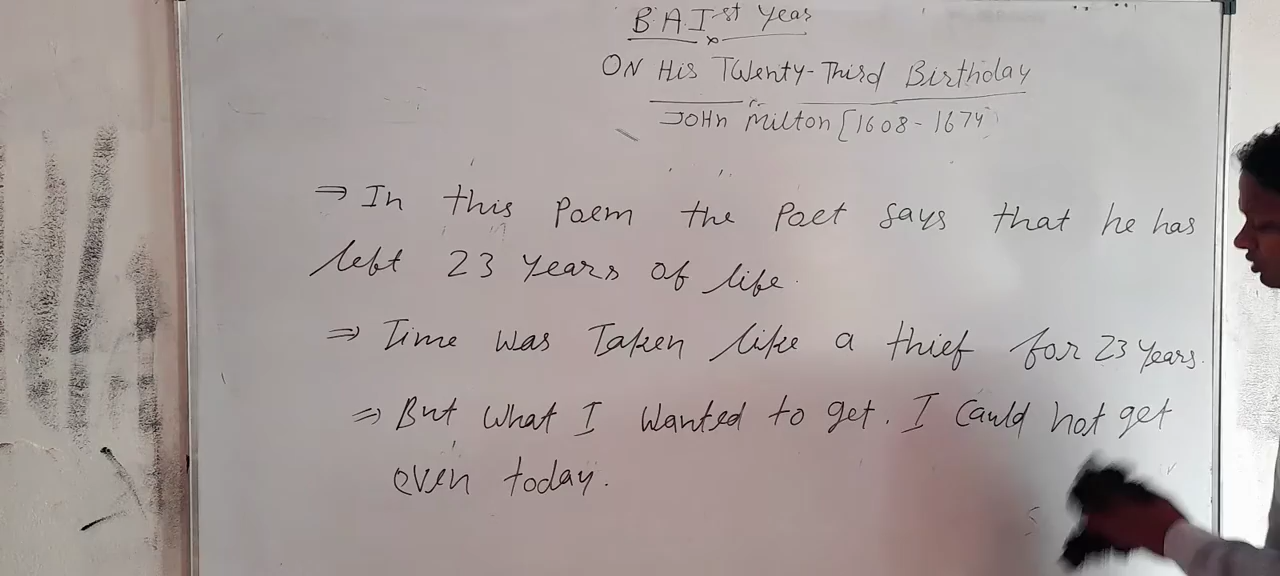 B.A.Ist Year
ON His Twenty-Third Birthday
John Milton [1608-1674]
⇒ In this Poem the Poet says that he has
left 23 years of life.
⇒ Time was Taken like a thief for 23 years.
⇒ But what I wanted to get. I could not get
even today.